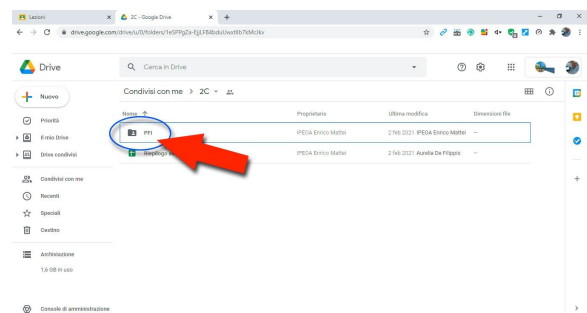 Lezioni
2C - Google Drive
drive.google.com/drive/u/0/folders/
Drive
Cerca in Drive
Nuovo
Condivisi con me > 2C
Nome
Proprietario
Ultima modifica
Dimensioni file
Priorità
PFI
IPEOA Enrico Mattei
2 feb 2021 IPEOA Enrico Mattei
—
Il mio Drive
Riepilogo
IPEOA Enrico Mattei
2 feb 2021 Aurelia De Filippis
—
Drive condivisi
Condivisi con me
Recenti
Speciali
Cestino
Archiviazione
1,6 GB in uso
Console di amministrazione